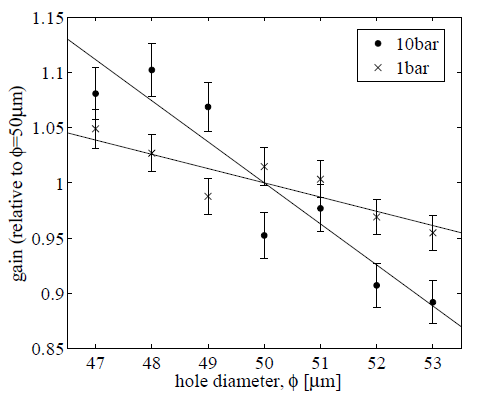 1.15
1.1
1.05
1
0.95
0.9
0.85
gain (relative to ϕ=50μm)
10bar
1bar
47 48 49 50 51 52 53
hole diameter, ϕ [μm]